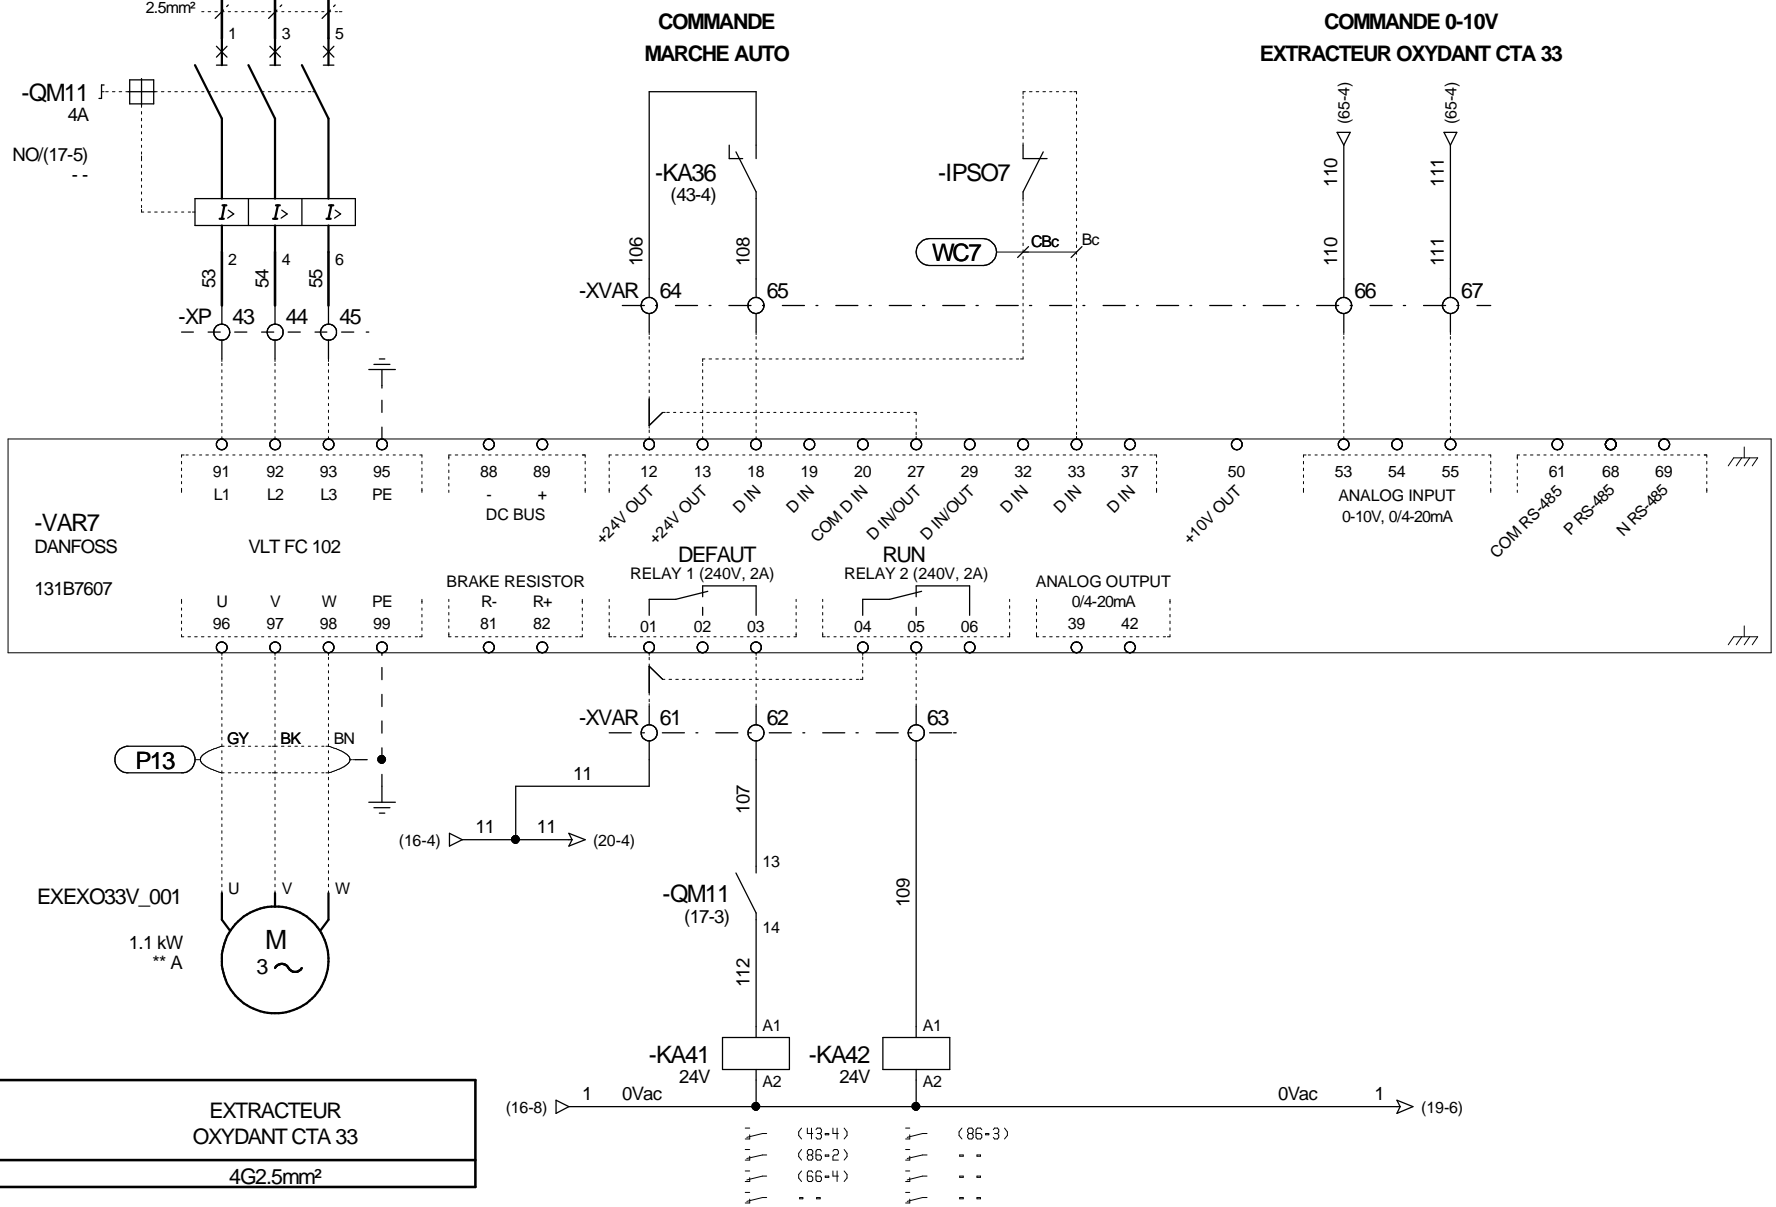 2.5mm²
1 3 5
COMMANDE
MARCHE AUTO
COMMANDE 0-10V
EXTRACTEUR OXYDANT CTA 33
-QM11
4A
NO/(17-5)
- -
I> I> I>
2 4 6
53 54 55
-XP 43 44 45
-KA36
(43-4)
106 108
-XVAR 64 65 66 67
-IPSO7
WC7 CBc Bc
(65-4) (65-4)
110 111
110 111
91 92 93 95
L1 L2 L3 PE
88 89
- +
DC BUS
12 13 18 19 20 27 29 32 33 37
+24V OUT +24V OUT D IN D IN COM D IN D IN/OUT D IN/OUT D IN D IN D IN
50
+10V OUT
53 54 55
ANALOG INPUT
0-10V, 0/4-20mA
61 68 69
COM RS-485 P RS-485 N RS-485
-VAR7
DANFOSS
131B7607
VLT FC 102
U V W PE
96 97 98 99
BRAKE RESISTOR
R- R+
81 82
DEFAUT
RELAY 1 (240V, 2A)
01 02 03
RUN
RELAY 2 (240V, 2A)
04 05 06
ANALOG OUTPUT
0/4-20mA
39 42
-XVAR 61 62 63
P13 GY BK BN
11
107
(16-4) 11 11 (20-4)
13
-QM11
(17-3)
14
109
112
EXEXO33V_001
U V W
1.1 kW
** A
M
3
A1 A1
-KA41
24V
-KA42
24V
A2 A2
(16-8) 1 0Vac 0Vac 1 (19-6)
(43-4) (86-3)
(86-2) - -
(66-4) - -
- - - -
EXTRACTEUR
OXYDANT CTA 33
4G2.5mm²